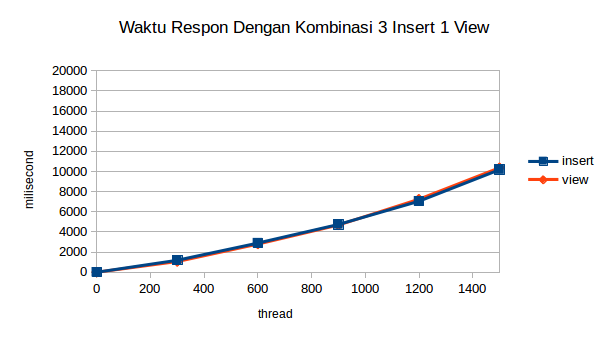 Waktu Respon Dengan Kombinasi 3 Insert 1 View
20000
18000
16000
14000
12000
10000
8000
6000
4000
2000
0
milisecond
0 200 400 600 800 1000 1200 1400
thread
insert
view